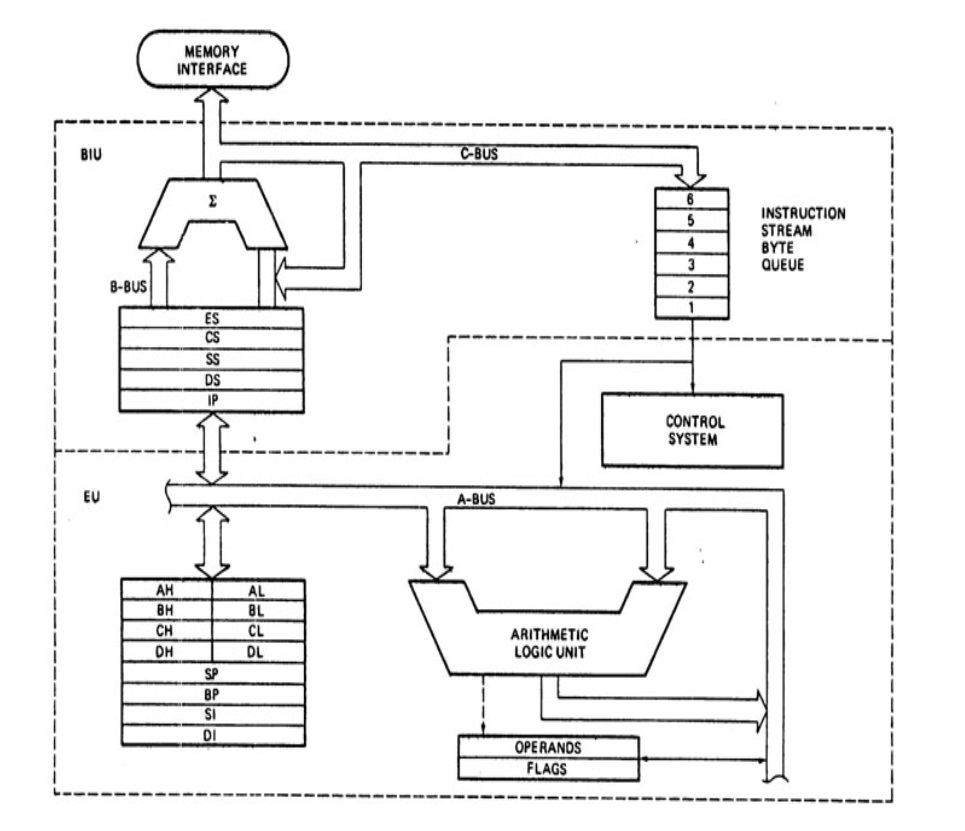 MEMORY
INTERFACE
BIU
C-BUS
Σ
6
5
4
3
2
1
INSTRUCTION
STREAM
BYTE
QUEUE
B-BUS
ES
CS
SS
DS
IP
CONTROL
SYSTEM
EU
A-BUS
AH AL
BH BL
CH CL
DH DL
SP
BP
SI
DI
ARITHMETIC
LOGIC UNIT
OPERANDS
FLAGS